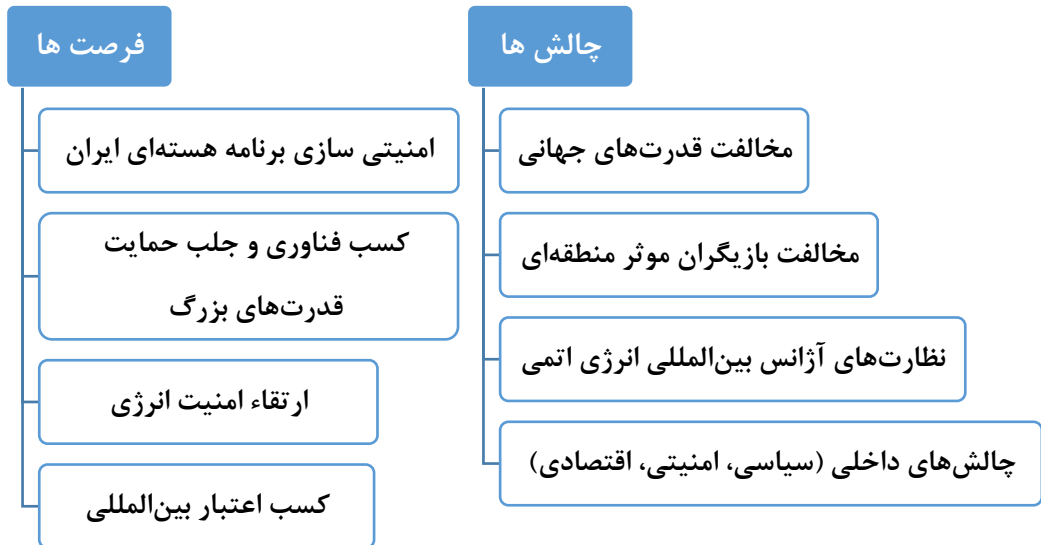 چالش ها
مخالفت قدرت‌های جهانی
مخالفت بازیگران موثر منطقه‌ای
نظارت‌های آژانس بین‌المللی انرژی اتمی
چالش‌های داخلی (سیاسی، امنیتی، اقتصادی)
فرصت ها
امنیتی سازی برنامه هسته‌ای ایران
کسب فناوری و جلب حمایت
قدرت‌های بزرگ
ارتقاء امنیت انرژی
کسب اعتبار بین‌المللی